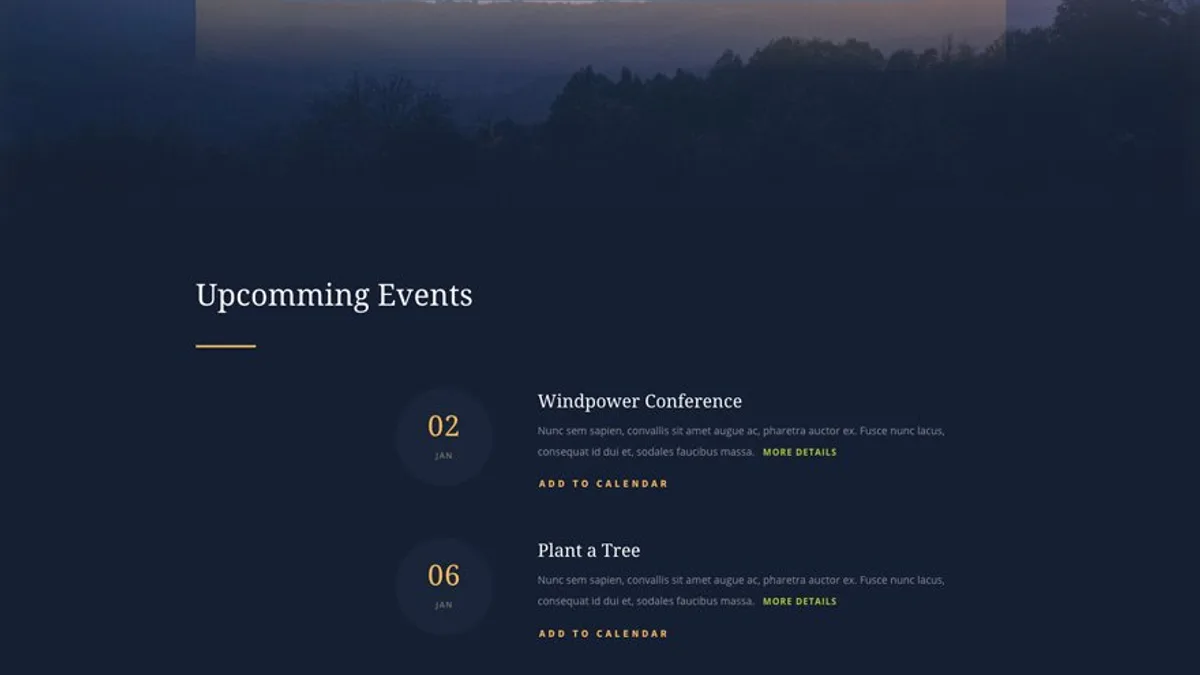 Upcomming Events
02
JAN
Windpower Conference
Nunc sem sapien, convallis sit amet augue ac, pharetra auctor ex. Fusce nunc lacus,
consequat id dui et, sodales faucibus massa. MORE DETAILS
ADD TO CALENDAR
06
JAN
Plant a Tree
Nunc sem sapien, convallis sit amet augue ac, pharetra auctor ex. Fusce nunc lacus,
consequat id dui et, sodales faucibus massa. MORE DETAILS
ADD TO CALENDAR